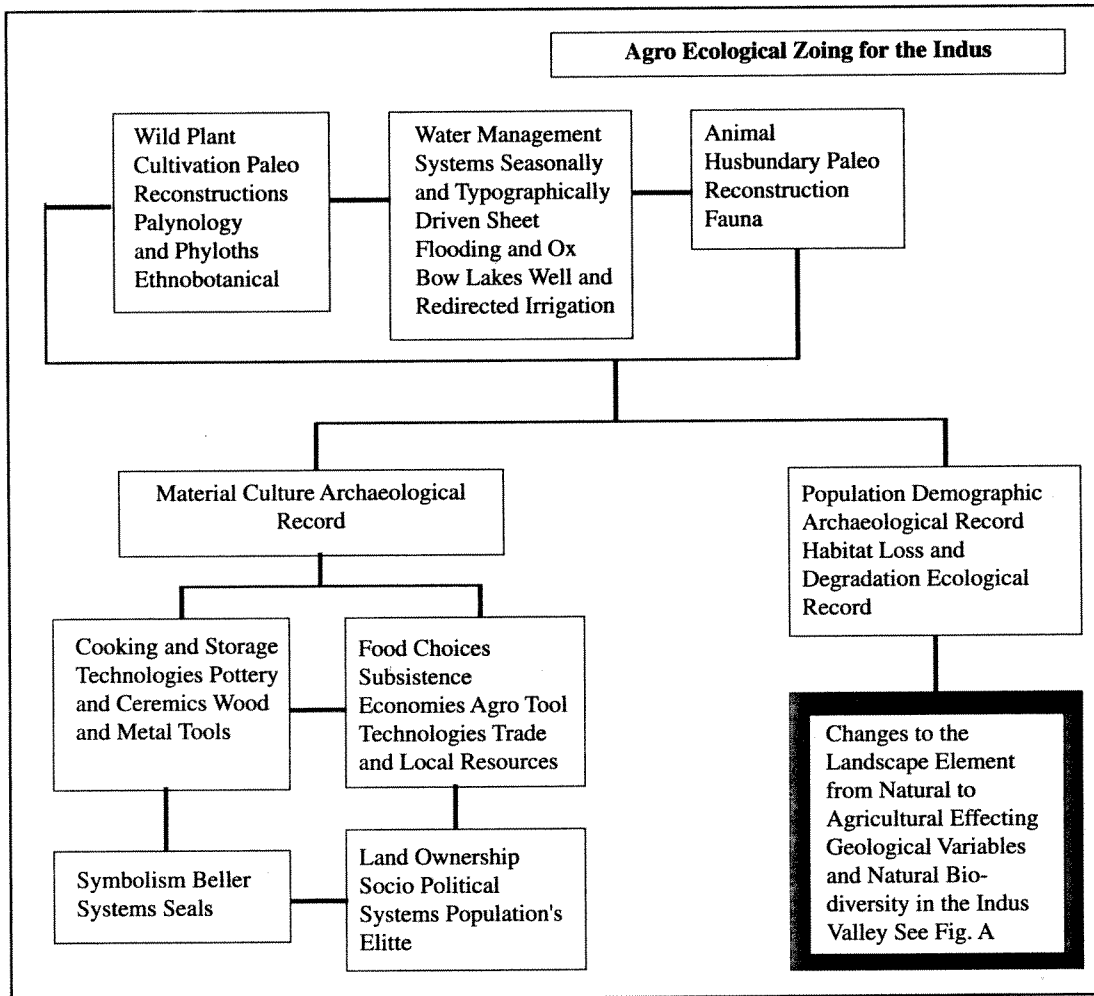 Agro Ecological Zoing for the Indus
Wild Plant
Cultivation Paleo
Reconstructions
Palynology
and Phyloths
Ethnobotanical
Water Management
Systems Seasonally
and Typographically
Driven Sheet
Flooding and Ox
Bow Lakes Well and
Redirected Irrigation
Animal
Husbundary Paleo
Reconstruction
Fauna
Material Culture Archaeological
Record
Population Demographic
Archaeological Record
Habitat Loss and
Degradation Ecological
Record
Cooking and Storage
Technologies Pottery
and Ceremics Wood
and Metal Tools
Food Choices
Subsistence
Economies Agro Tool
Technologies Trade
and Local Resources
Changes to the
Landscape Element
from Natural to
Agricultural Effecting
Geological Variables
and Natural Bio-
diversity in the Indus
Valley See Fig. A
Symbolism Beller
Systems Seals
Land Ownership
Socio Political
Systems Population's
Elitte